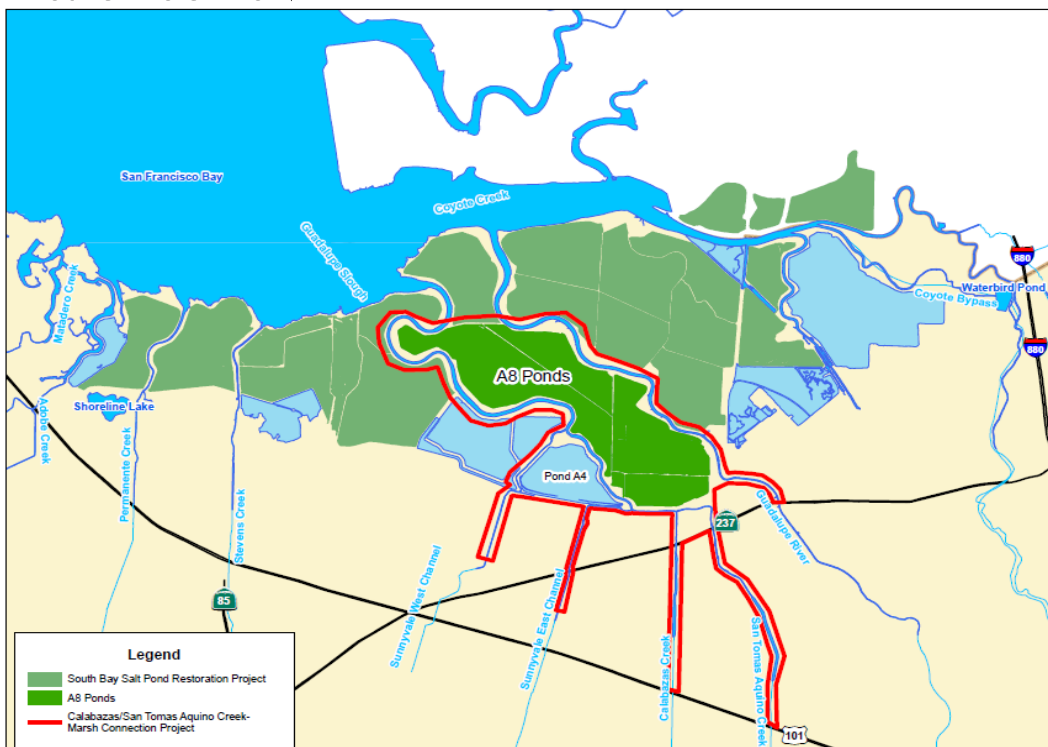 San Francisco Bay
Coyote Creek
Guadalupe Slough
880
Waterbird Pond
Coyote Bypass
Matadero Creek
880
A8 Ponds
Shoreline Lake
Adobe Creek
Permanente Creek
Stevens Creek
Pond A4
237
Guadalupe River
85
Sunnyvale West Channel
Sunnyvale East Channel
Calabazas Creek
San Tomas Aquino Creek
101
Legend
South Bay Salt Pond Restoration Project
A8 Ponds
Calabazas/San Tomas Aquino Creek-
Marsh Connection Project